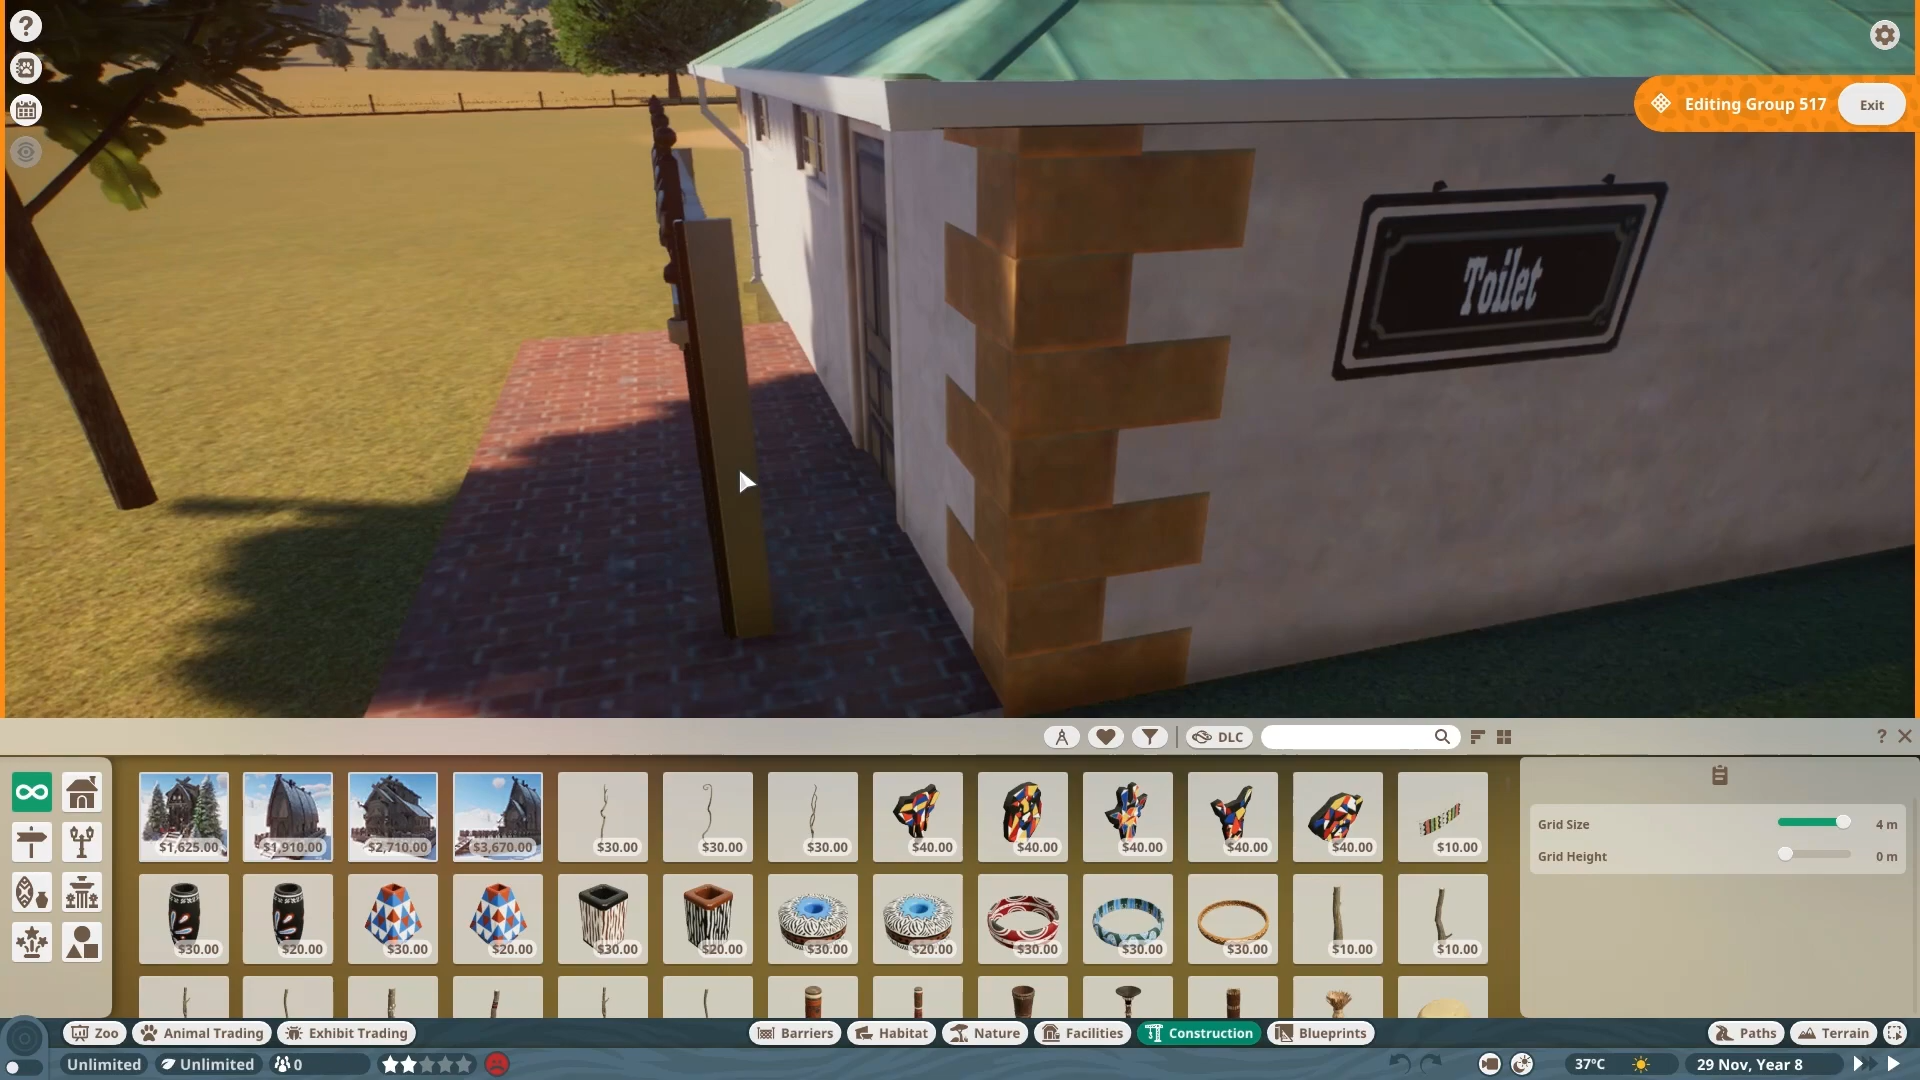 Editing Group 517
Exit
Toilet
DLC
?
Grid Size
4 m
Grid Height
0 m
$1,625.00
$1,910.00
$2,710.00
$3,670.00
$30.00
$30.00
$30.00
$40.00
$40.00
$40.00
$40.00
$40.00
$10.00
$30.00
$20.00
$30.00
$20.00
$30.00
$20.00
$30.00
$20.00
$30.00
$30.00
$30.00
$10.00
$10.00
Zoo
Animal Trading
Exhibit Trading
Barriers
Habitat
Nature
Facilities
Construction
Blueprints
Paths
Terrain
Unlimited
Unlimited
0
37°C
29 Nov, Year 8